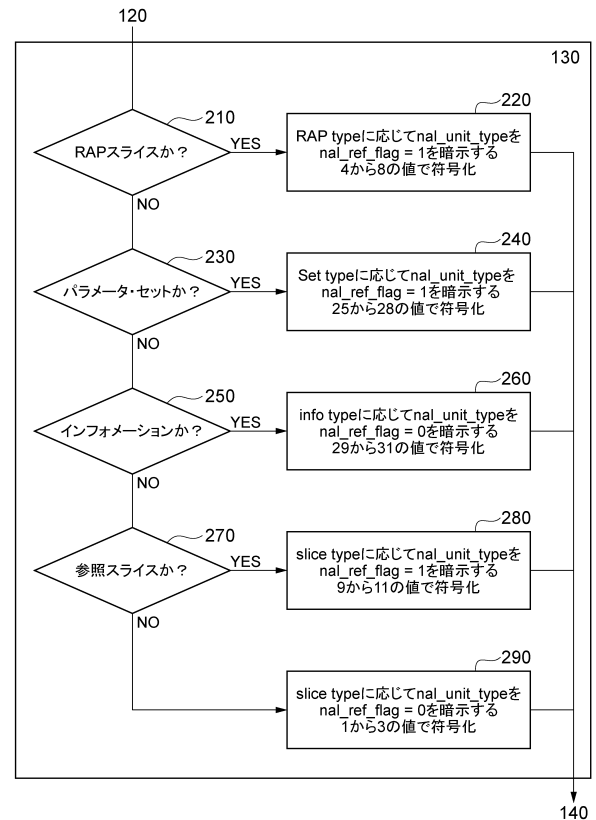 120
130
210
RAPスライスか？
YES
220
RAP typeに応じてnal_unit_typeを
nal_ref_flag = 1を暗示する
4から8の値で符号化
NO
230
パラメータ・セットか？
YES
240
Set typeに応じてnal_unit_typeを
nal_ref_flag = 1を暗示する
25から28の値で符号化
NO
250
インフォメーションか？
YES
260
info typeに応じてnal_unit_typeを
nal_ref_flag = 0を暗示する
29から31の値で符号化
NO
270
参照スライスか？
YES
280
slice typeに応じてnal_unit_typeを
nal_ref_flag = 1を暗示する
9から11の値で符号化
NO
290
slice typeに応じてnal_unit_typeを
nal_ref_flag = 0を暗示する
1から3の値で符号化
140